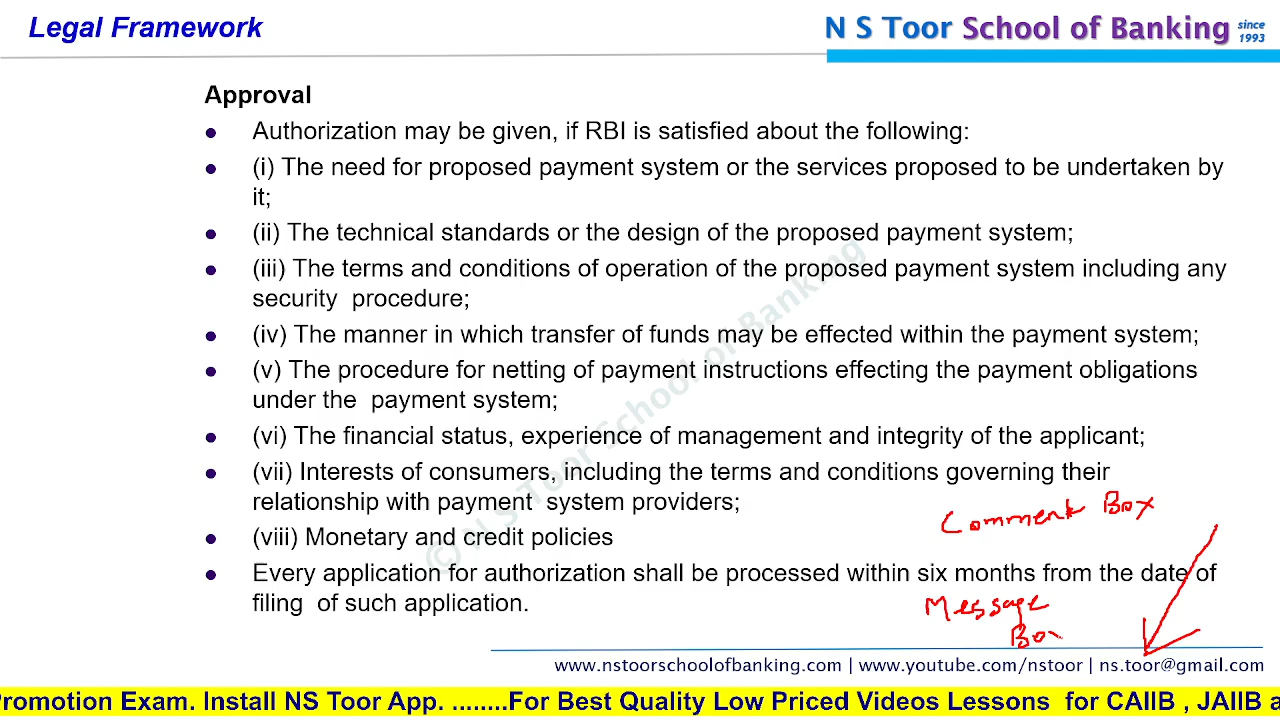 Legal Framework
N S Toor School of Banking since 1993
Approval
• Authorization may be given, if RBI is satisfied about the following:
• (i) The need for proposed payment system or the services proposed to be undertaken by
it;
• (ii) The technical standards or the design of the proposed payment system;
• (iii) The terms and conditions of operation of the proposed payment system including any
security procedure;
• (iv) The manner in which transfer of funds may be effected within the payment system;
• (v) The procedure for netting of payment instructions effecting the payment obligations
under the payment system;
• (vi) The financial status, experience of management and integrity of the applicant;
• (vii) Interests of consumers, including the terms and conditions governing their
relationship with payment system providers;
Comment Box
• (viii) Monetary and credit policies
• Every application for authorization shall be processed within six months from the date of
filing of such application.
Message
Box
© N S Toor School of Banking
www.nstoorschoolofbanking.com | www.youtube.com/nstoor | ns.toor@gmail.com
Promotion Exam. Install NS Toor App. ........For Best Quality Low Priced Videos Lessons for CAIIB , JAIIB a